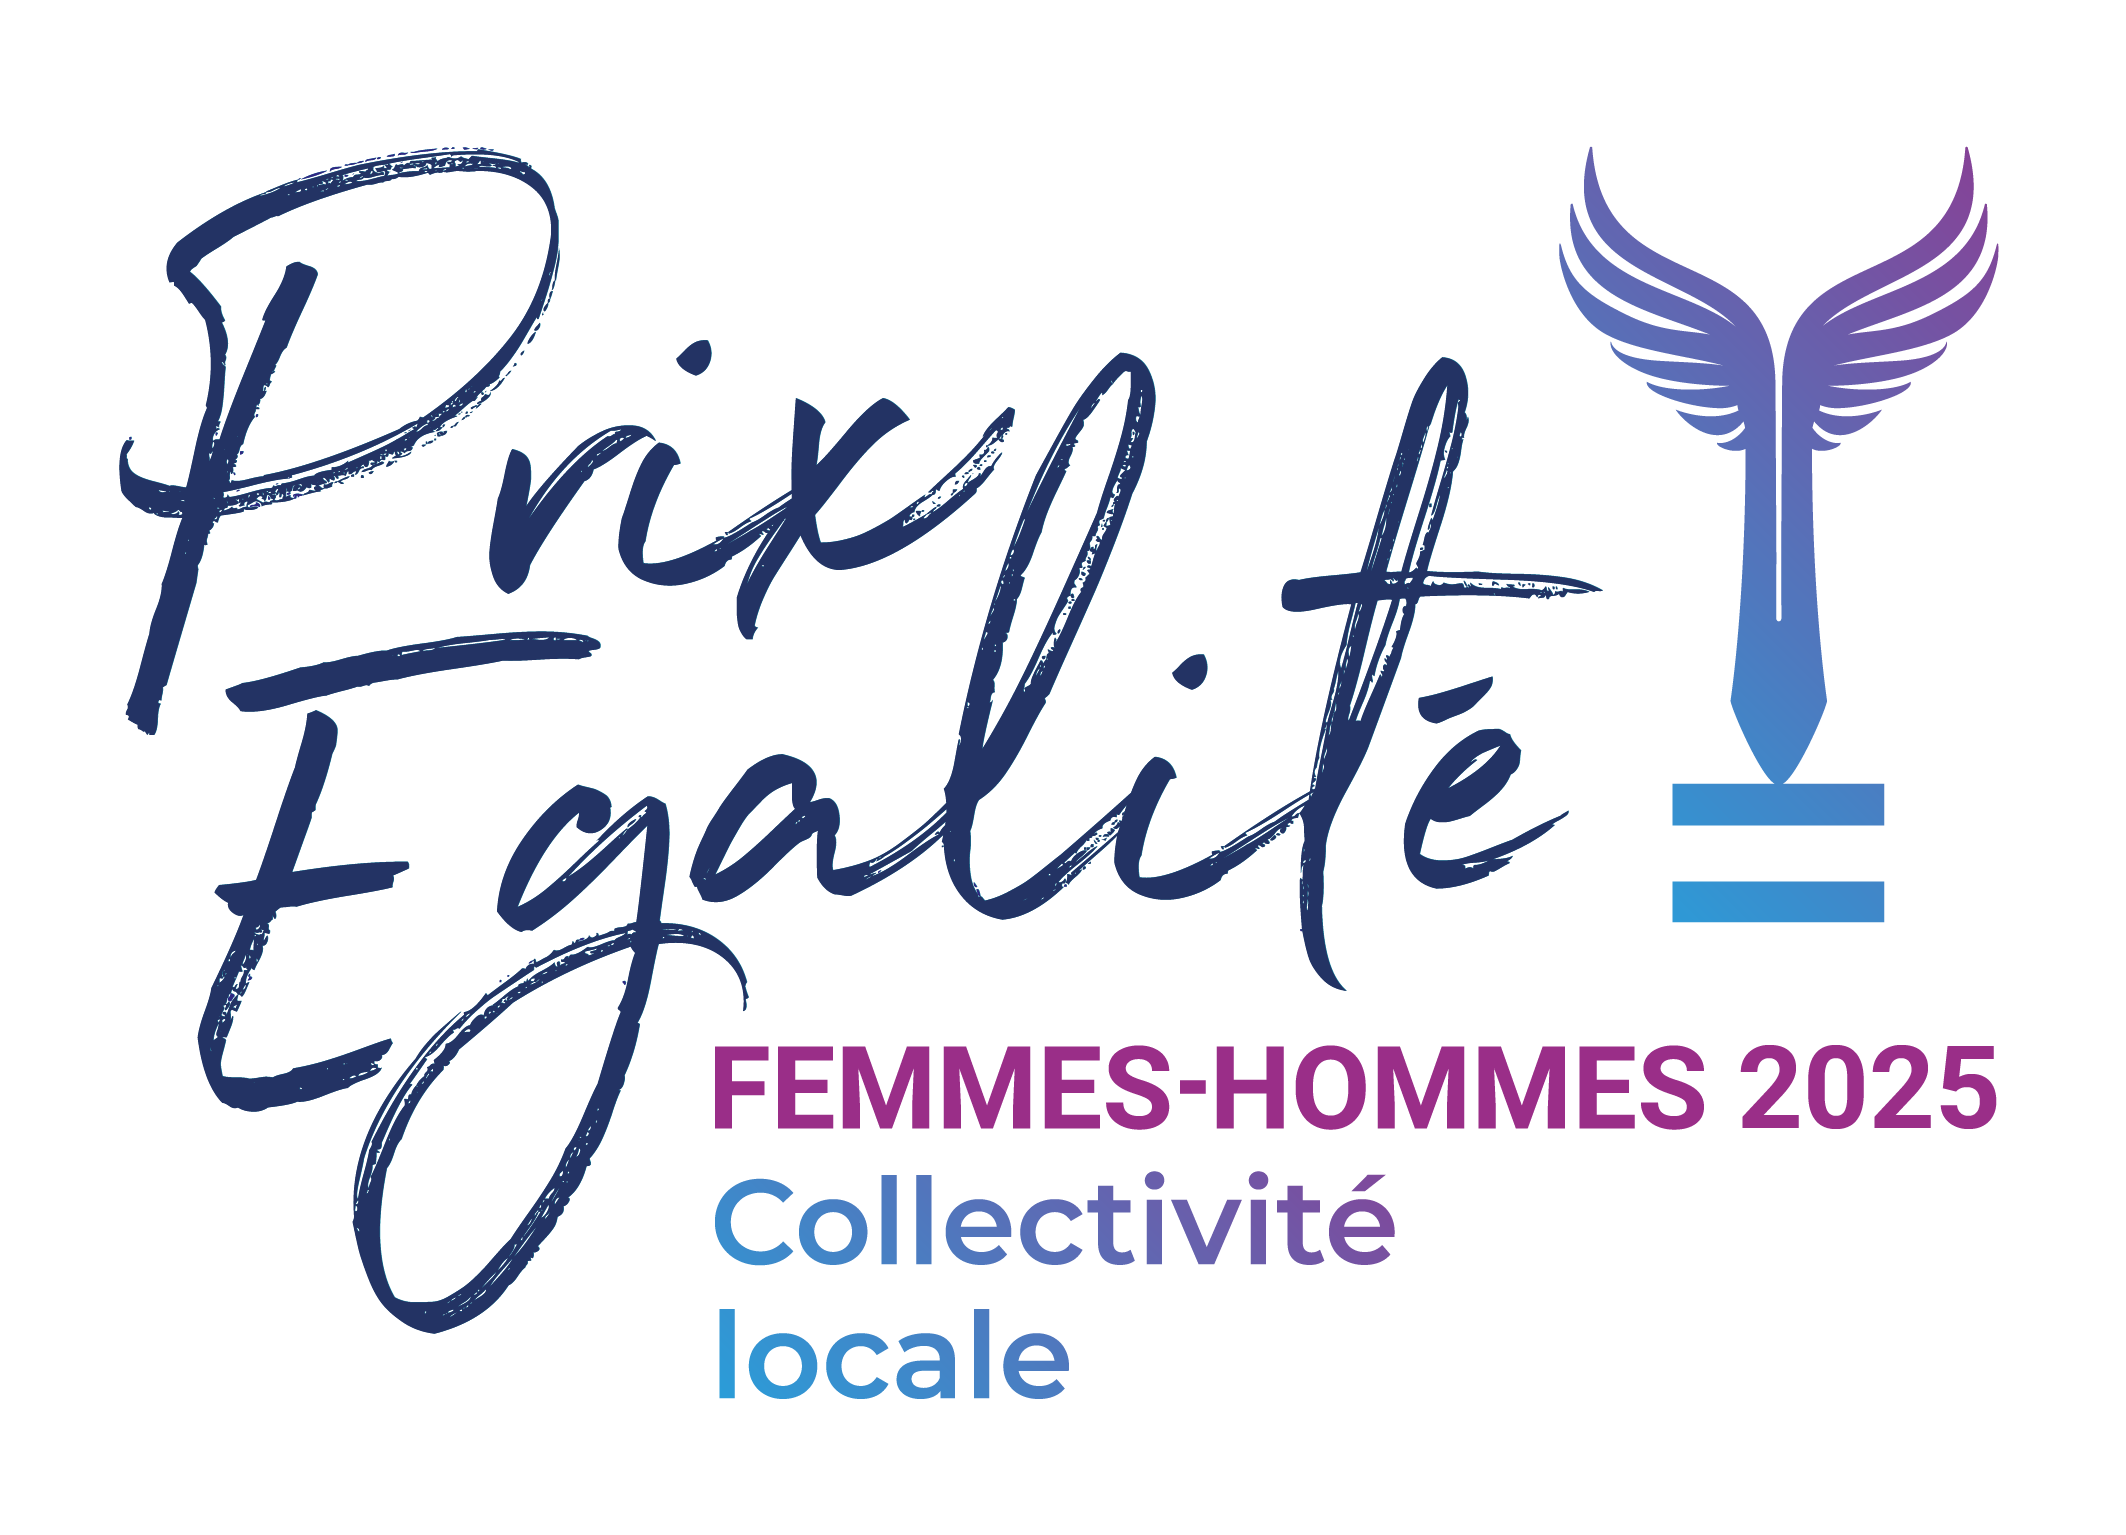 Prix
Egalité
FEMMES-HOMMES 2025
Collectivité
locale